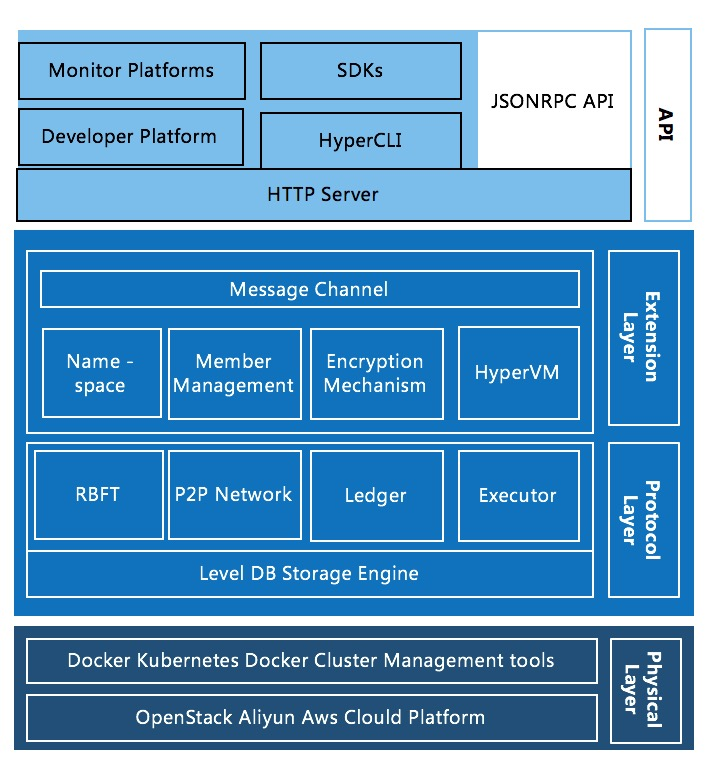 Monitor Platforms
SDKs
JSONRPC API
API
Developer Platform
HyperCLI
HTTP Server
Message Channel
Extension
Layer
Name -
space
Member
Management
Encryption
Mechanism
HyperVM
RBFT
P2P Network
Ledger
Executor
Protocol
Layer
Level DB Storage Engine
Docker Kubernetes Docker Cluster Management tools
Physical
Layer
OpenStack Aliyun Aws Clould Platform